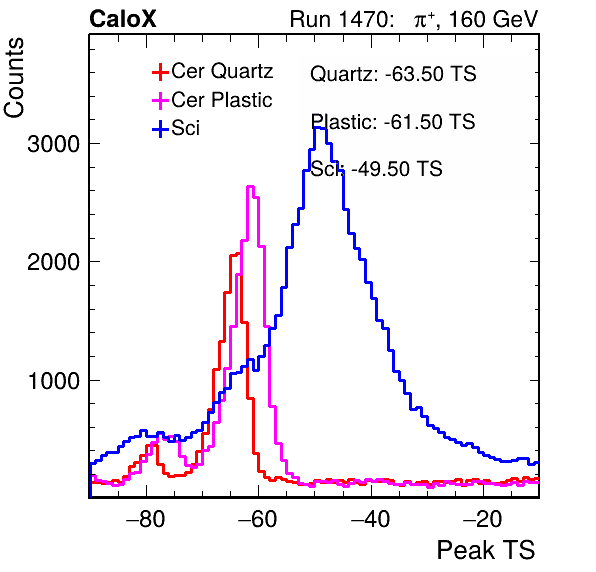 CaloX Run 1470: π+, 160 GeV
Counts
Cer Quartz
Cer Plastic
Sci
Quartz: -63.50 TS
Plastic: -61.50 TS
Sci: -49.50 TS
3000
2000
1000
−80 −60 −40 −20
Peak TS